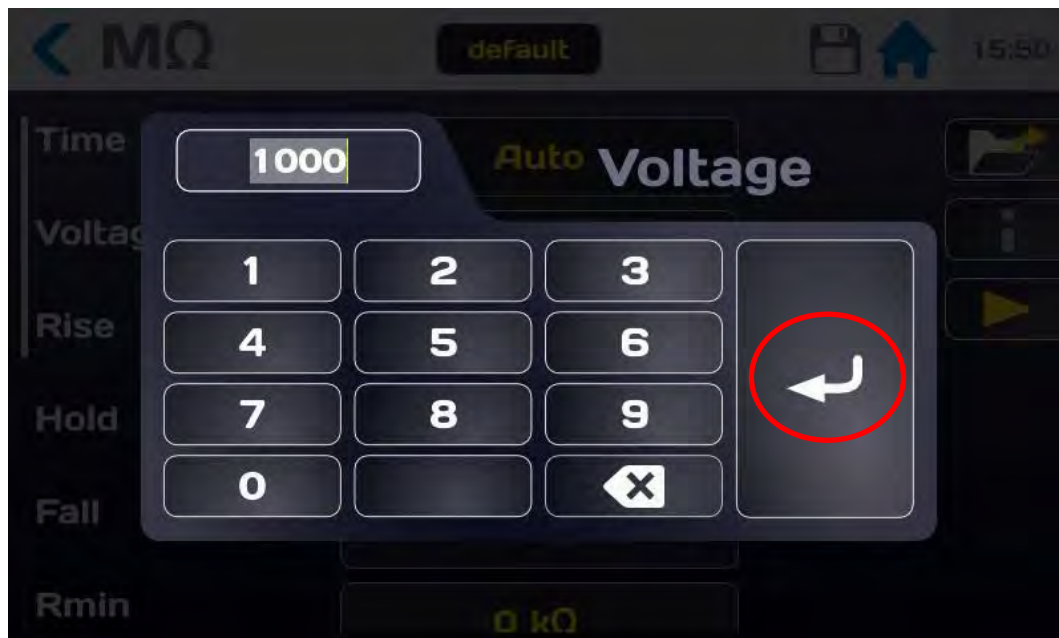 MΩ default 15:50
Time Auto
1000 Voltage
Voltag
1 2 3
Rise
4 5 6
Hold
7 8 9
0
Fall
Rmin 0 kΩ